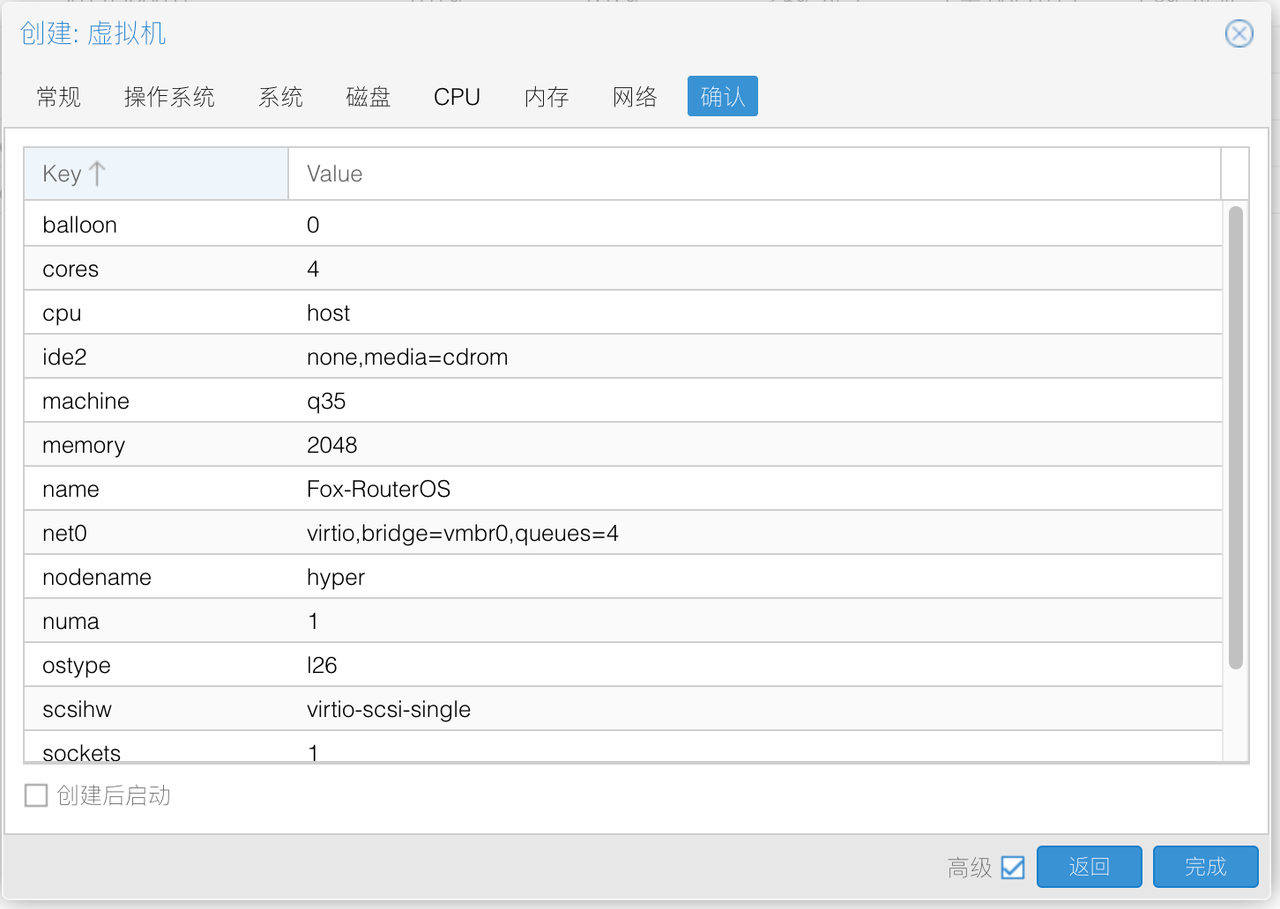 创建: 虚拟机
常规 操作系统 系统 磁盘 CPU 内存 网络 确认
Key Value
balloon 0
cores 4
cpu host
ide2 none,media=cdrom
machine q35
memory 2048
name Fox-RouterOS
net0 virtio,bridge=vmbr0,queues=4
nodename hyper
numa 1
ostype l26
scsihw virtio-scsi-single
sockets 1
创建后启动
高级 返回 完成